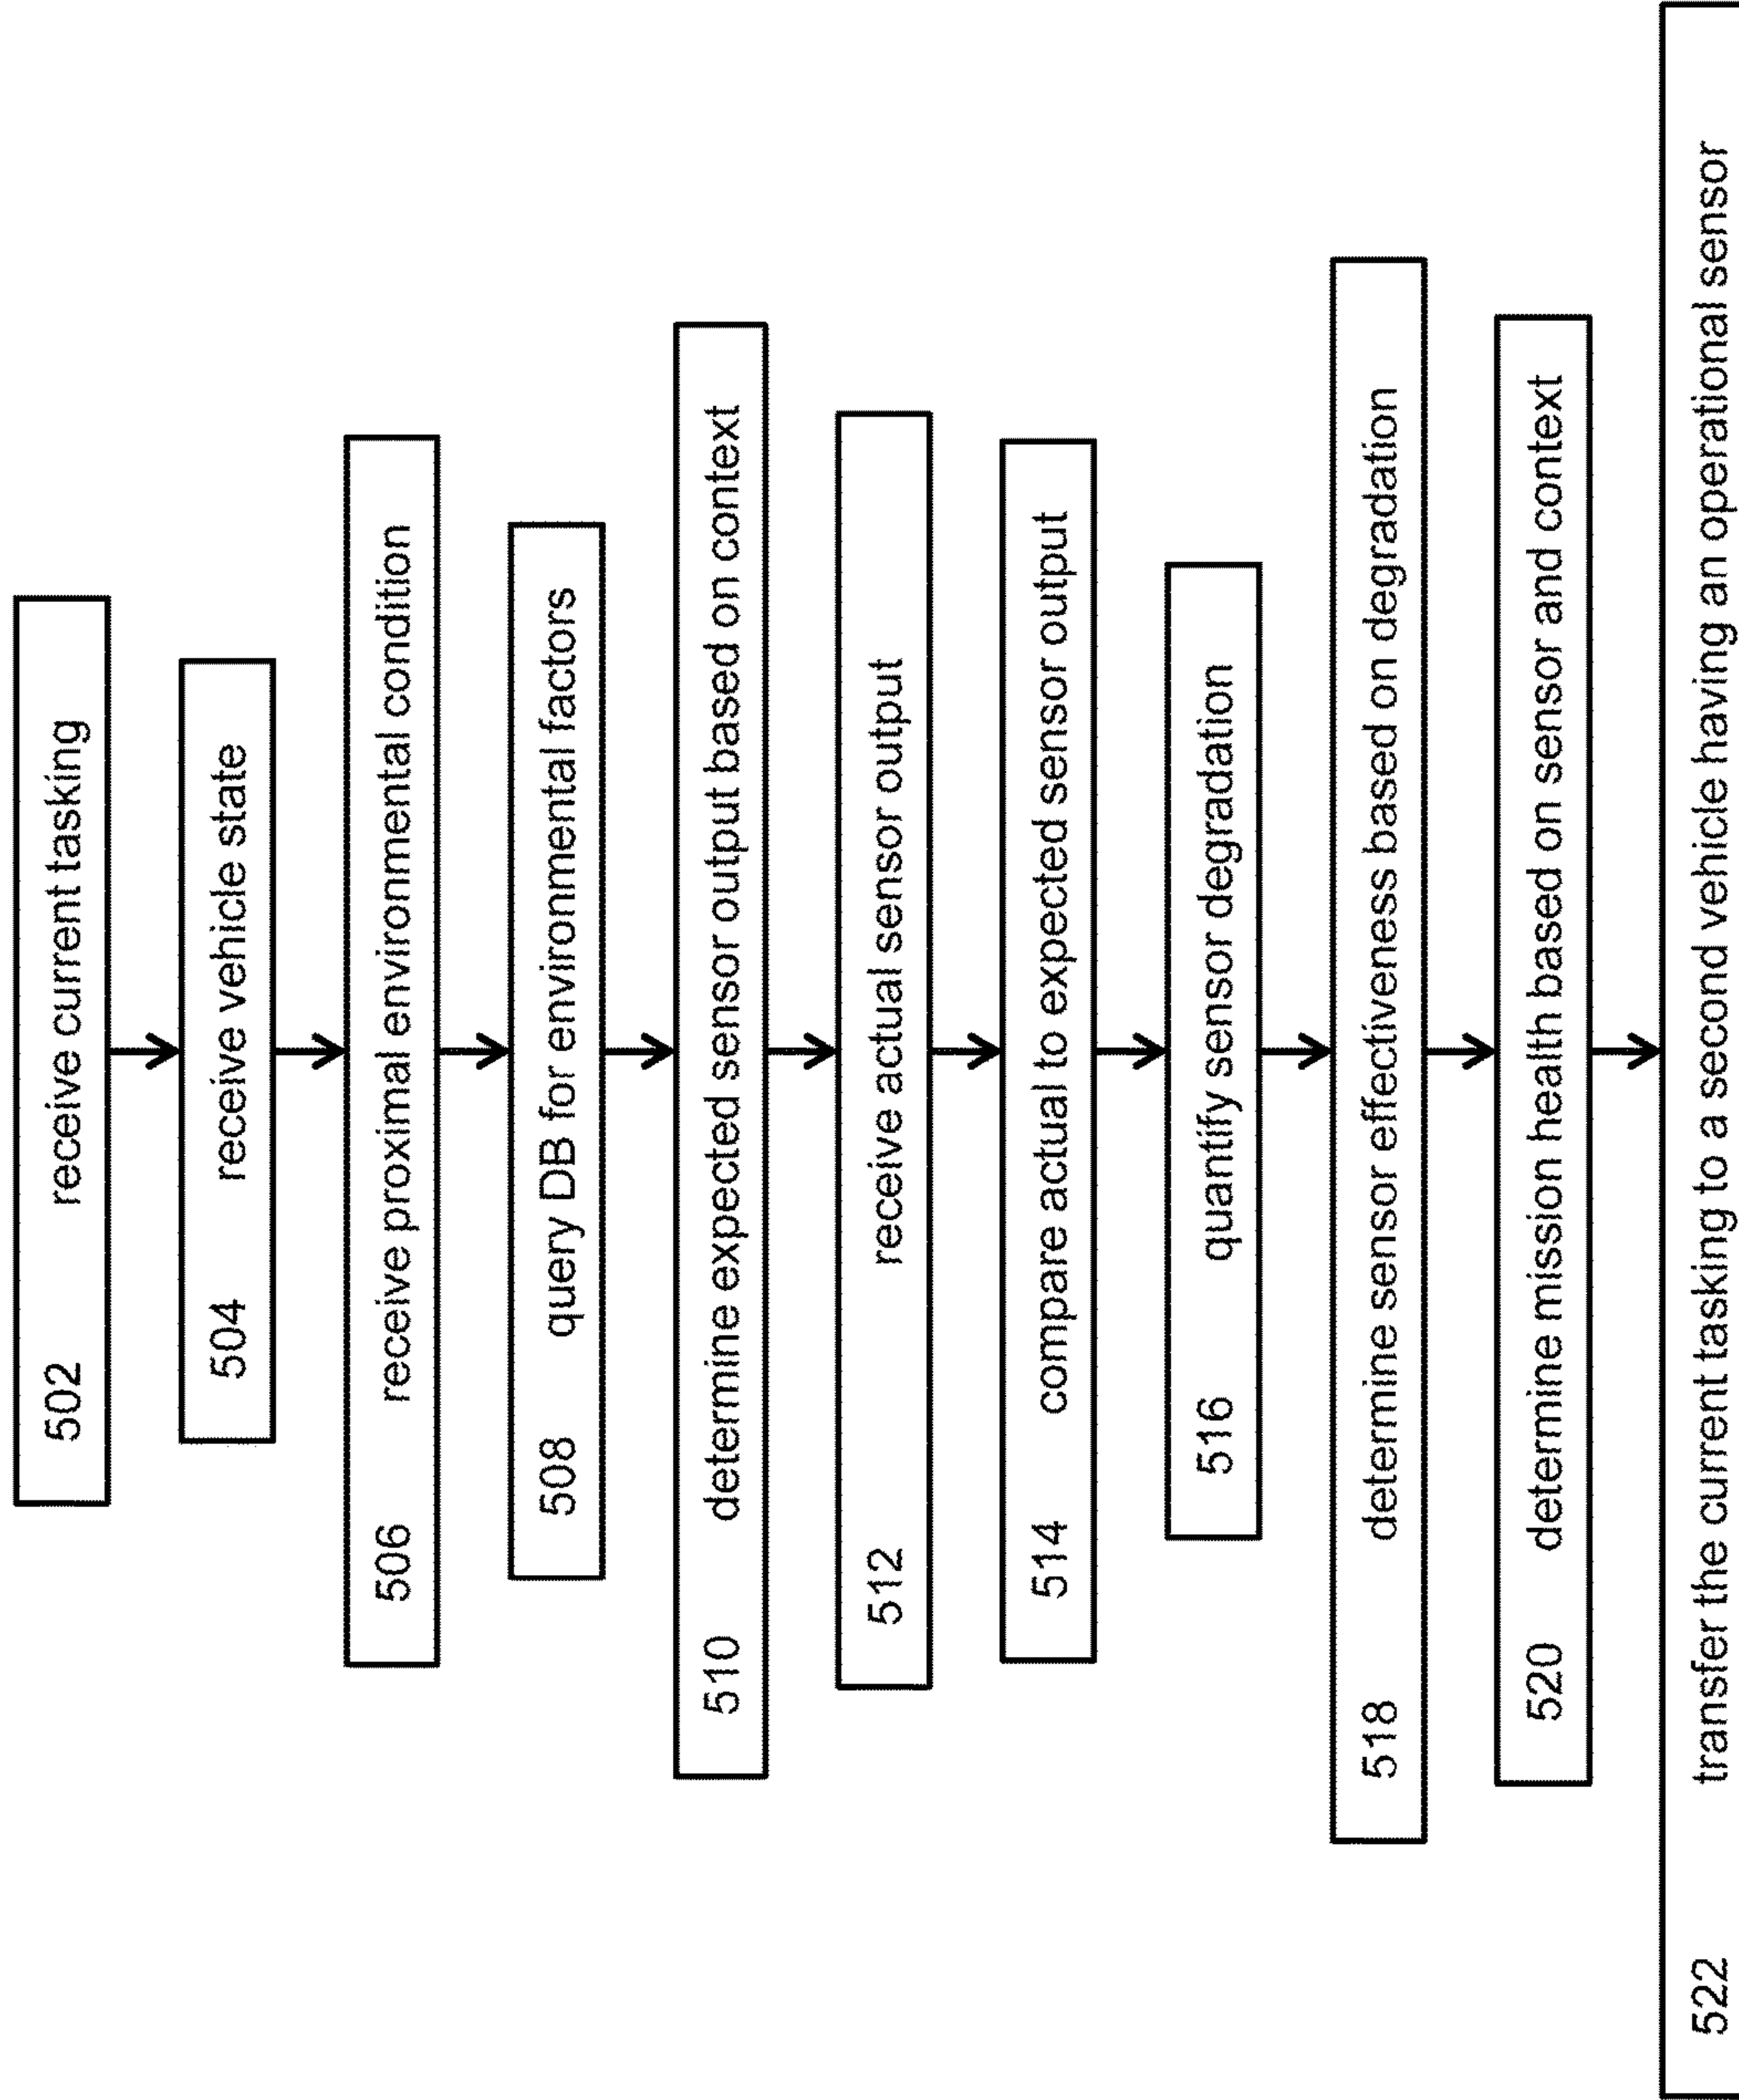 502 receive current tasking
504 receive vehicle state
506 receive proximal environmental condition
508 query DB for environmental factors
510 determine expected sensor output based on context
512 receive actual sensor output
514 compare actual to expected sensor output
516 quantify sensor degradation
518 determine sensor effectiveness based on degradation
520 determine mission health based on sensor and context
522 transfer the current tasking to a second vehicle having an operational sensor